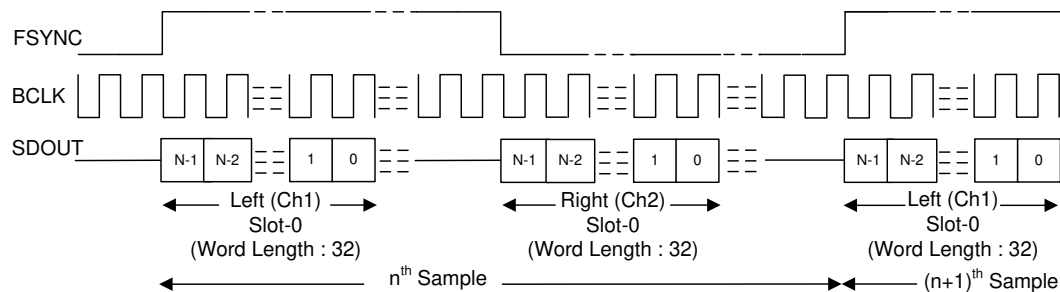 FSYNC
BCLK
SDOUT
N-1 N-2 1 0 N-1 N-2 1 0 N-1 N-2 1 0
Left (Ch1) Right (Ch2) Left (Ch1)
Slot-0 Slot-0 Slot-0
(Word Length : 32) (Word Length : 32) (Word Length : 32)
nth Sample (n+1)th Sample